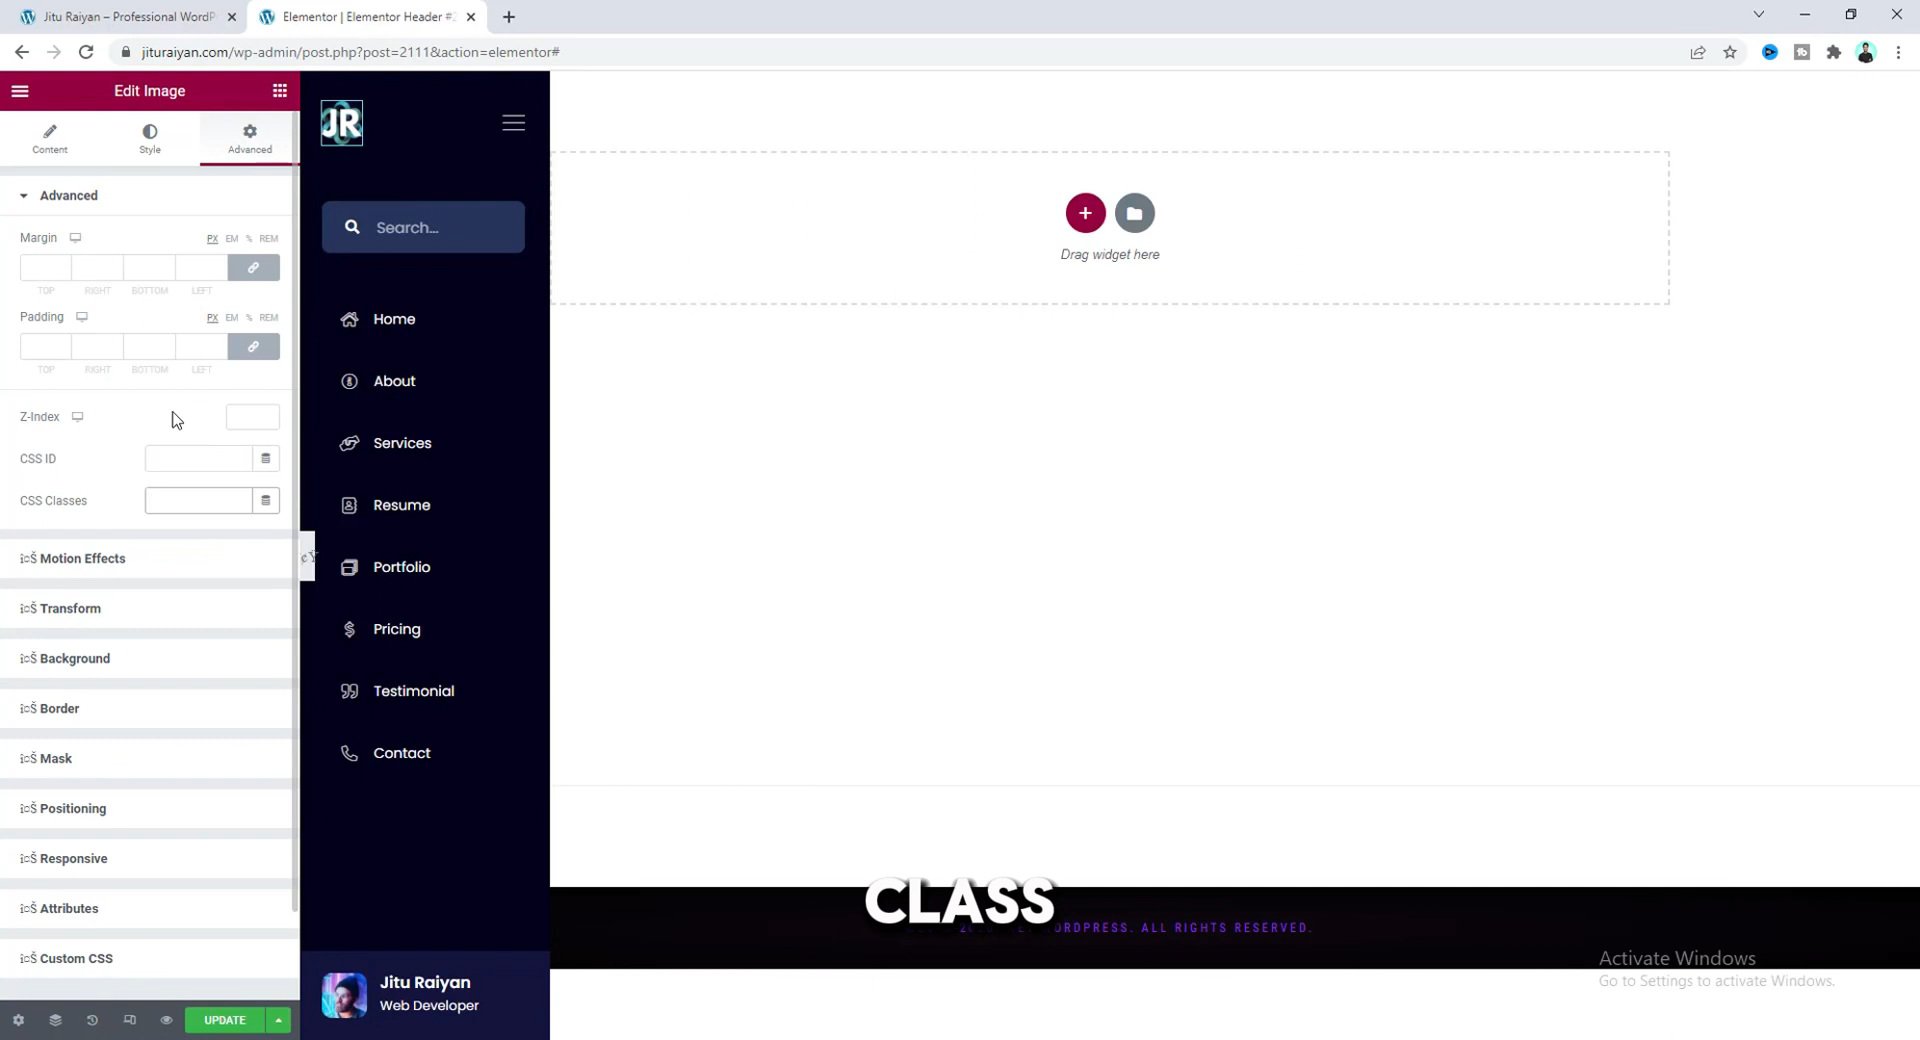 Jitu Raiyan – Professional WordP
Elementor | Elementor Header #
jituraiyan.com/wp-admin/post.php?post=2111&action=elementor#
Edit Image
Content
Style
Advanced
Advanced
Margin
PX EM % REM
TOP RIGHT BOTTOM LEFT
Padding
PX EM % REM
TOP RIGHT BOTTOM LEFT
Z-Index
CSS ID
CSS Classes
Motion Effects
Transform
Background
Border
Mask
Positioning
Responsive
Attributes
Custom CSS
UPDATE
JR
Search...
Home
About
Services
Resume
Portfolio
Pricing
Testimonial
Contact
Jitu Raiyan
Web Developer
Drag widget here
CLASS
ORDPRESS. ALL RIGHTS RESERVED.
Activate Windows
Go to Settings to activate Windows.